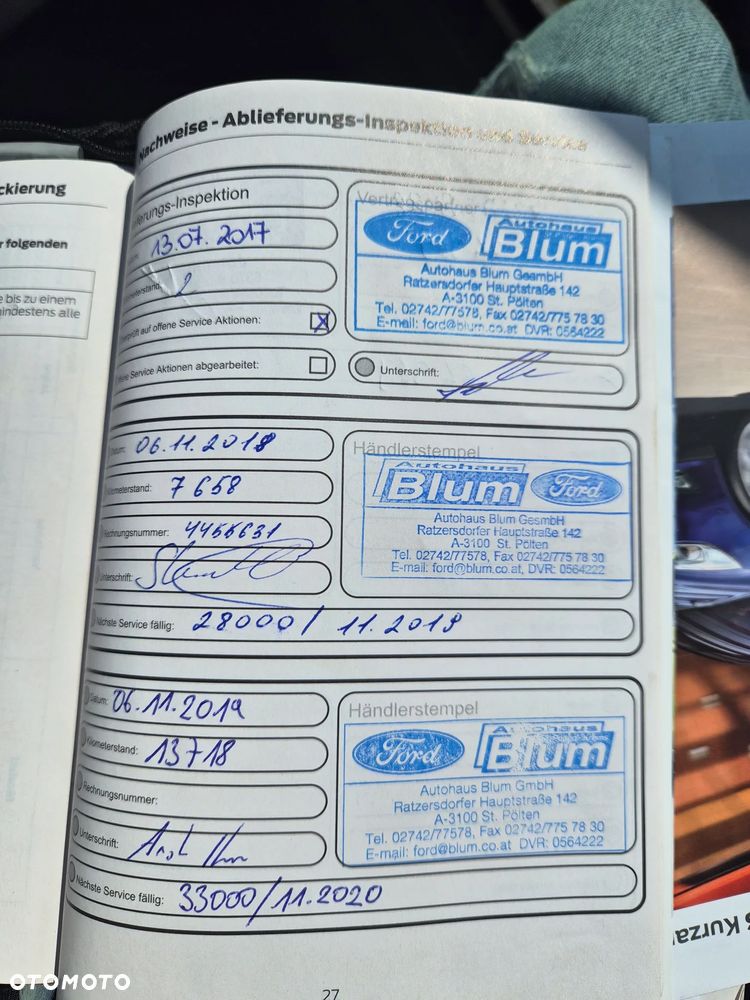 ckierung
r folgenden
e bis zu einem
mindestens alle
Nachweise - Ablieferungs-Inspektion und Service
erungs-Inspektion
13.07.2017
2
erprüft auf offene Service Aktionen:
ene Service Aktionen abgearbeitet:
Vertragspartner
Ford
Autohaus
Blum
Autohaus Blum GesmbH
Ratzersdorfer Hauptstraße 142
A-3100 St. Pölten
Tel. 02742/77578, Fax 02742/775 78 30
E-mail: ford@blum.co.at DVR: 0564222
Unterschrift:
Datum: 06.11.2018
Kilometerstand: 7658
Rechnungsnummer: 4455631
Unterschrift:
Händlerstempel
Autohaus
Blum
Ford
Autohaus Blum GesmbH
Ratzersdorfer Hauptstraße 142
A-3100 St. Pölten
Tel. 02742/77578, Fax 02742/775 78 30
E-mail: ford@blum.co.at, DVR: 0564222
Nächste Service fällig: 28000 / 11.2019
Datum: 06.11.2019
Kilometerstand: 13718
Rechnungsnummer:
Unterschrift:
Händlerstempel
Ford
Autohaus
Blum
Autohaus Blum GmbH
Ratzersdorfer Hauptstraße 142
A-3100 St. Pölten
Tel. 02742/77578, Fax 02742/775 78 30
E-mail: ford@blum.co.at DVR: 0564222
Nächste Service fällig: 33000/11.2020
27
Kurza
OTOMOTO